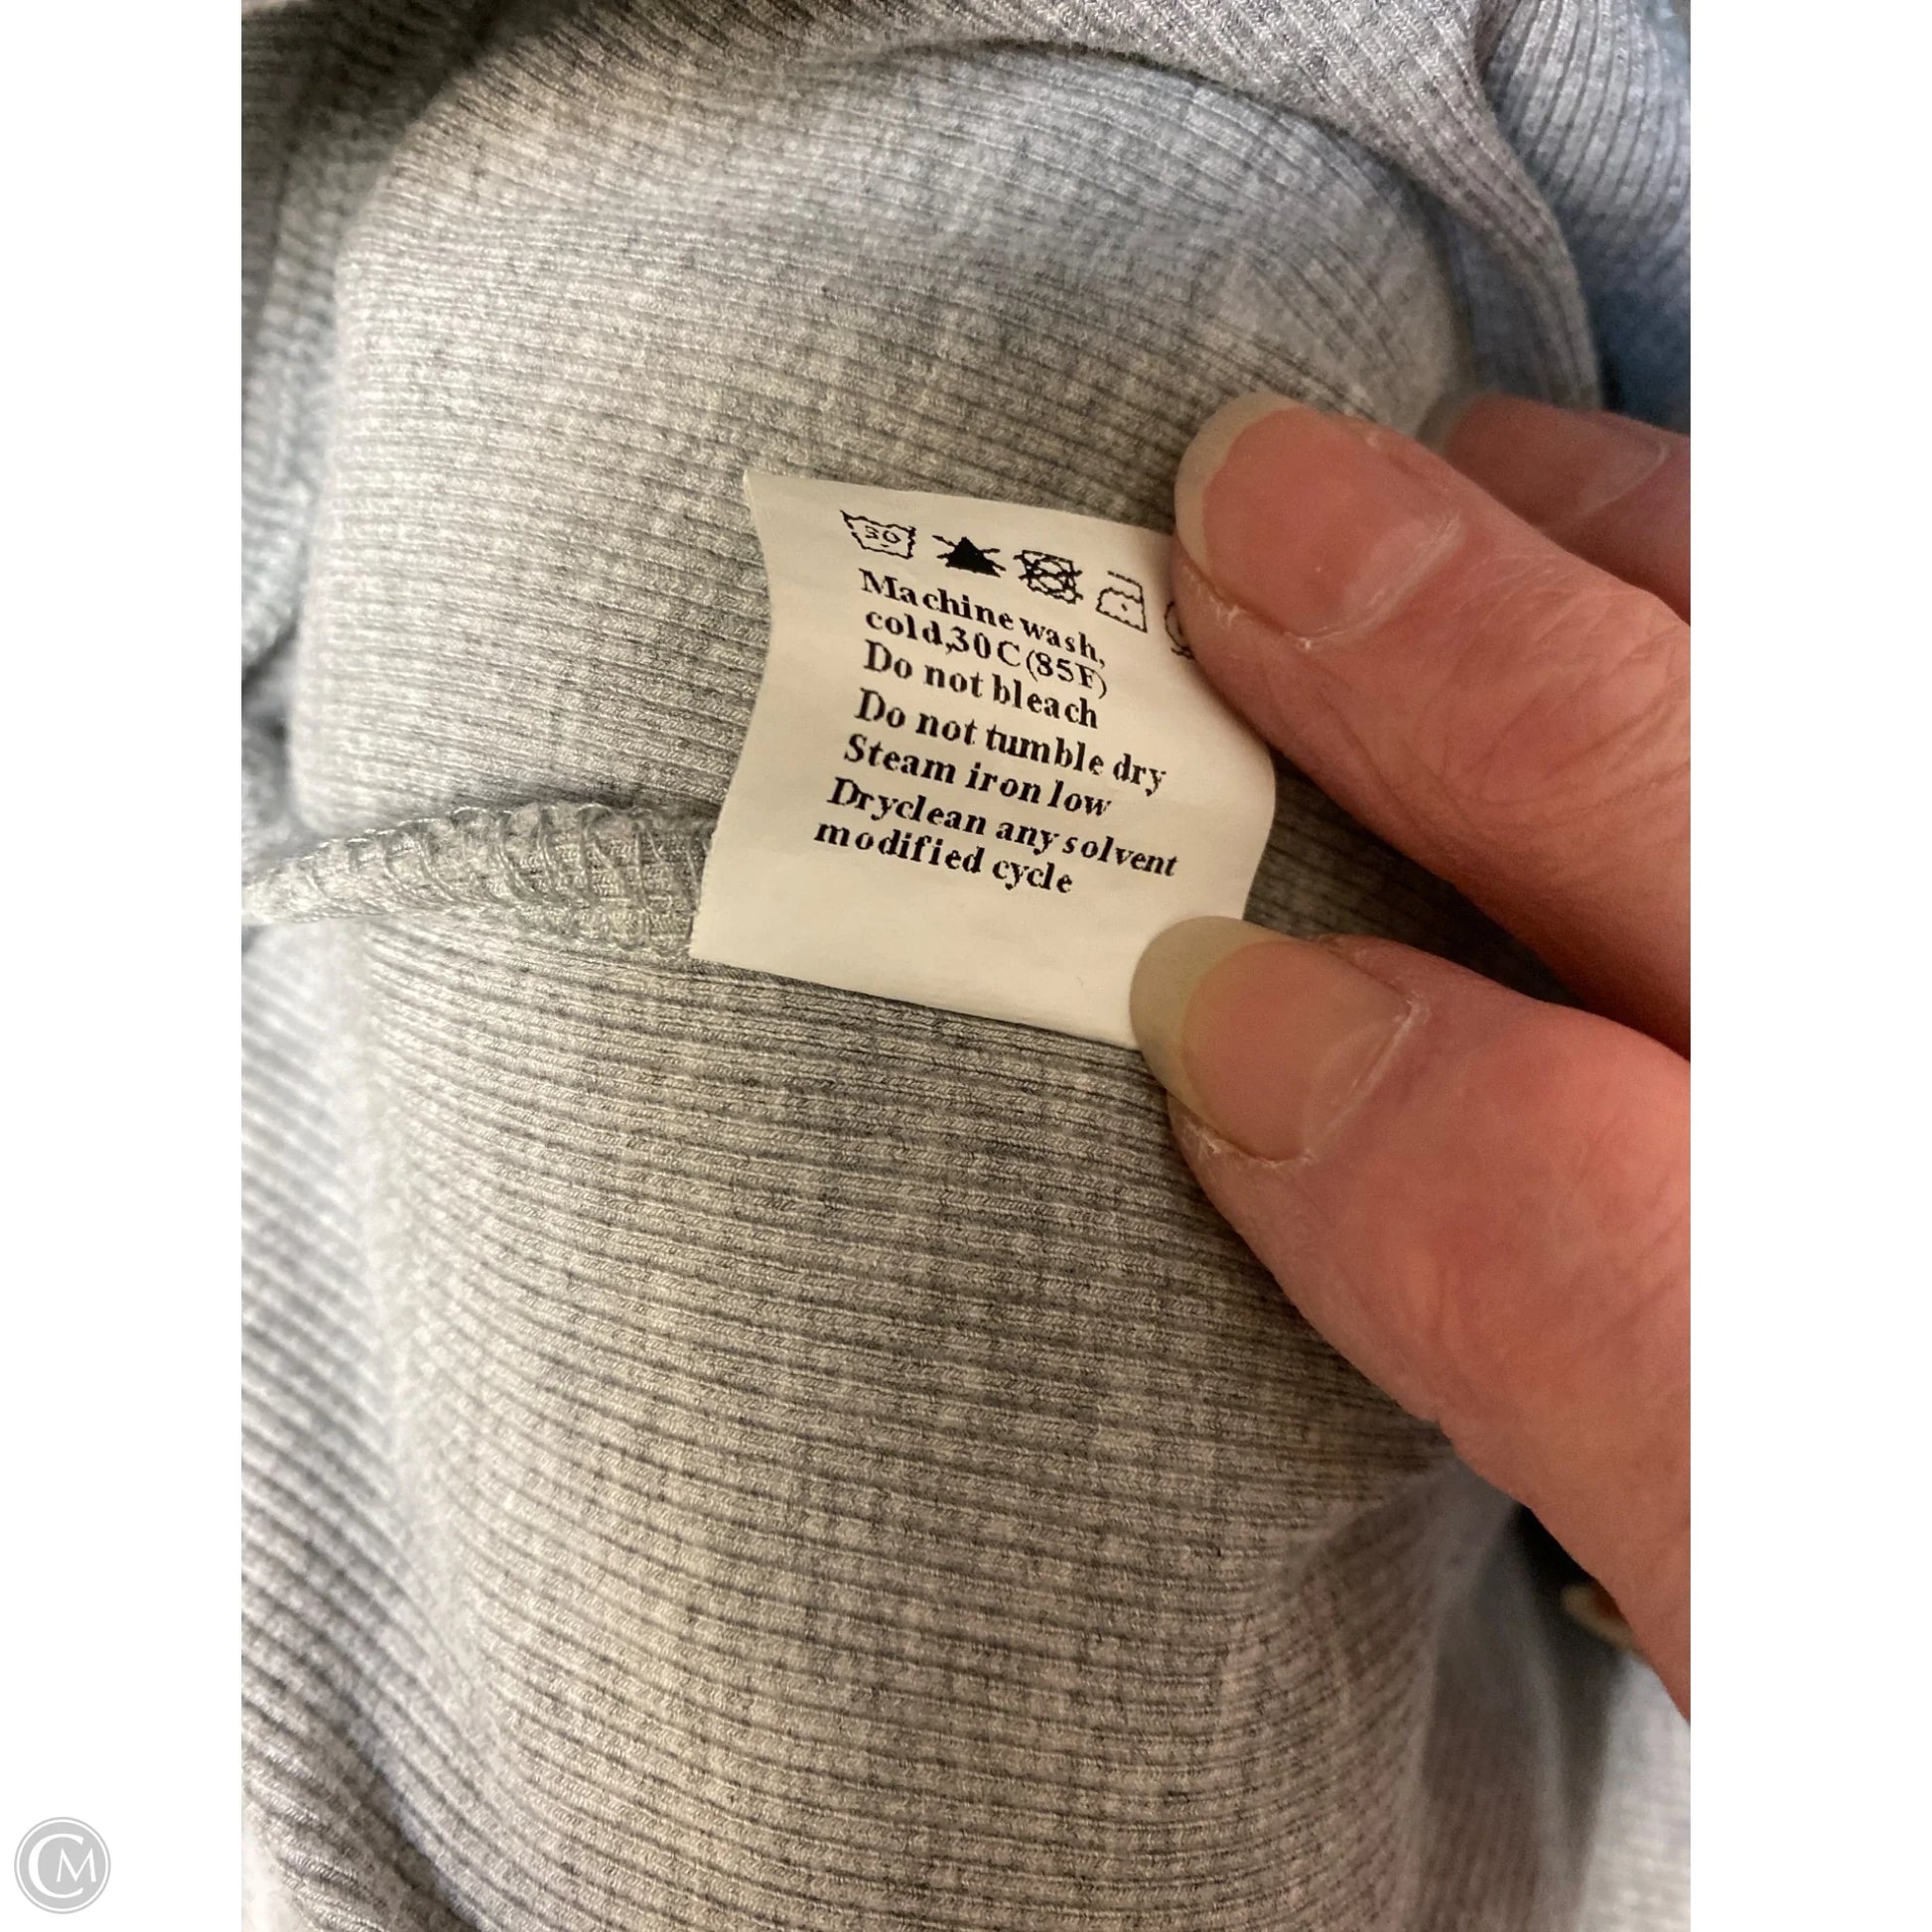 30
Machine wash,
cold,30C(85F)
Do not bleach
Do not tumble dry
Steam iron low
Dryclean any solvent
modified cycle
CM